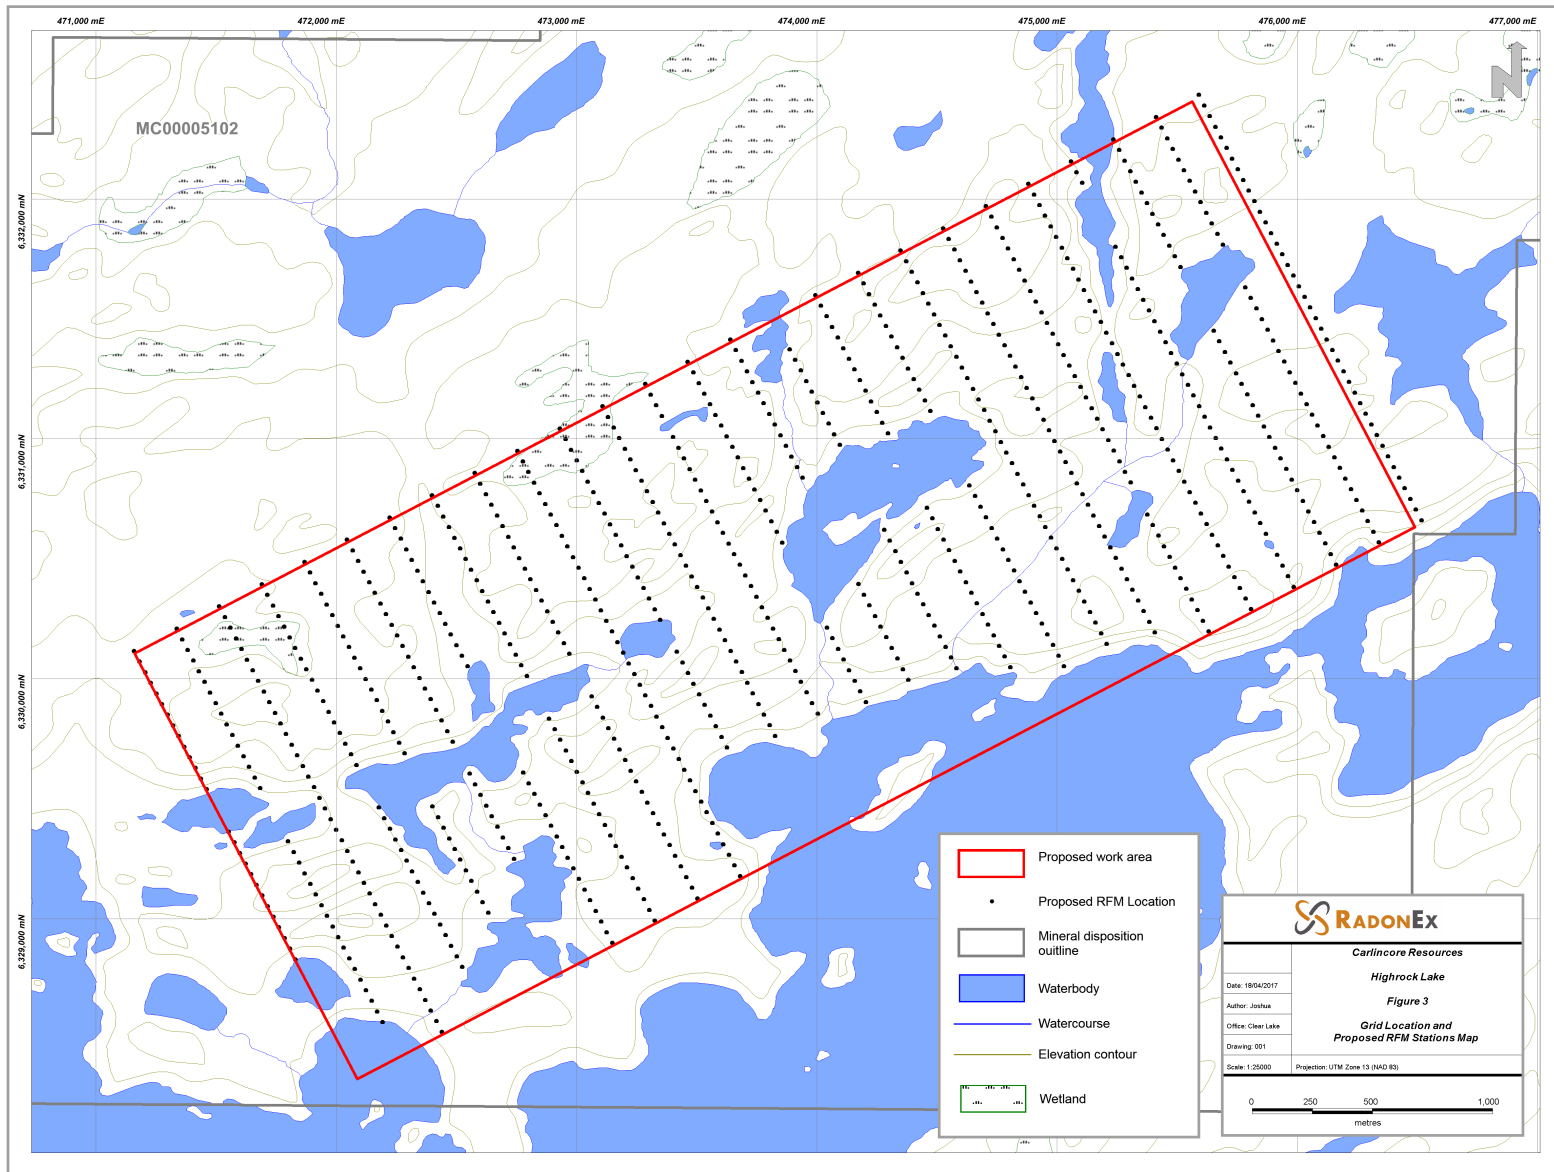 471,000 mE
472,000 mE
473,000 mE
474,000 mE
475,000 mE
476,000 mE
477,000 mE
MC00005102
6,332,000 mN
6,331,000 mN
6,330,000 mN
6,329,000 mN
N
Proposed work area
Proposed RFM Location
Mineral disposition
ouitline
Waterbody
Watercourse
Elevation contour
Wetland
RADONEX
Carlincore Resources
Highrock Lake
Figure 3
Grid Location and
Proposed RFM Stations Map
Date: 18/04/2017
Author: Joshua
Office: Clear Lake
Drawing: 001
Scale: 1:25000
Projection: UTM Zone 13 (NAD 83)
0 250 500 1,000
metres